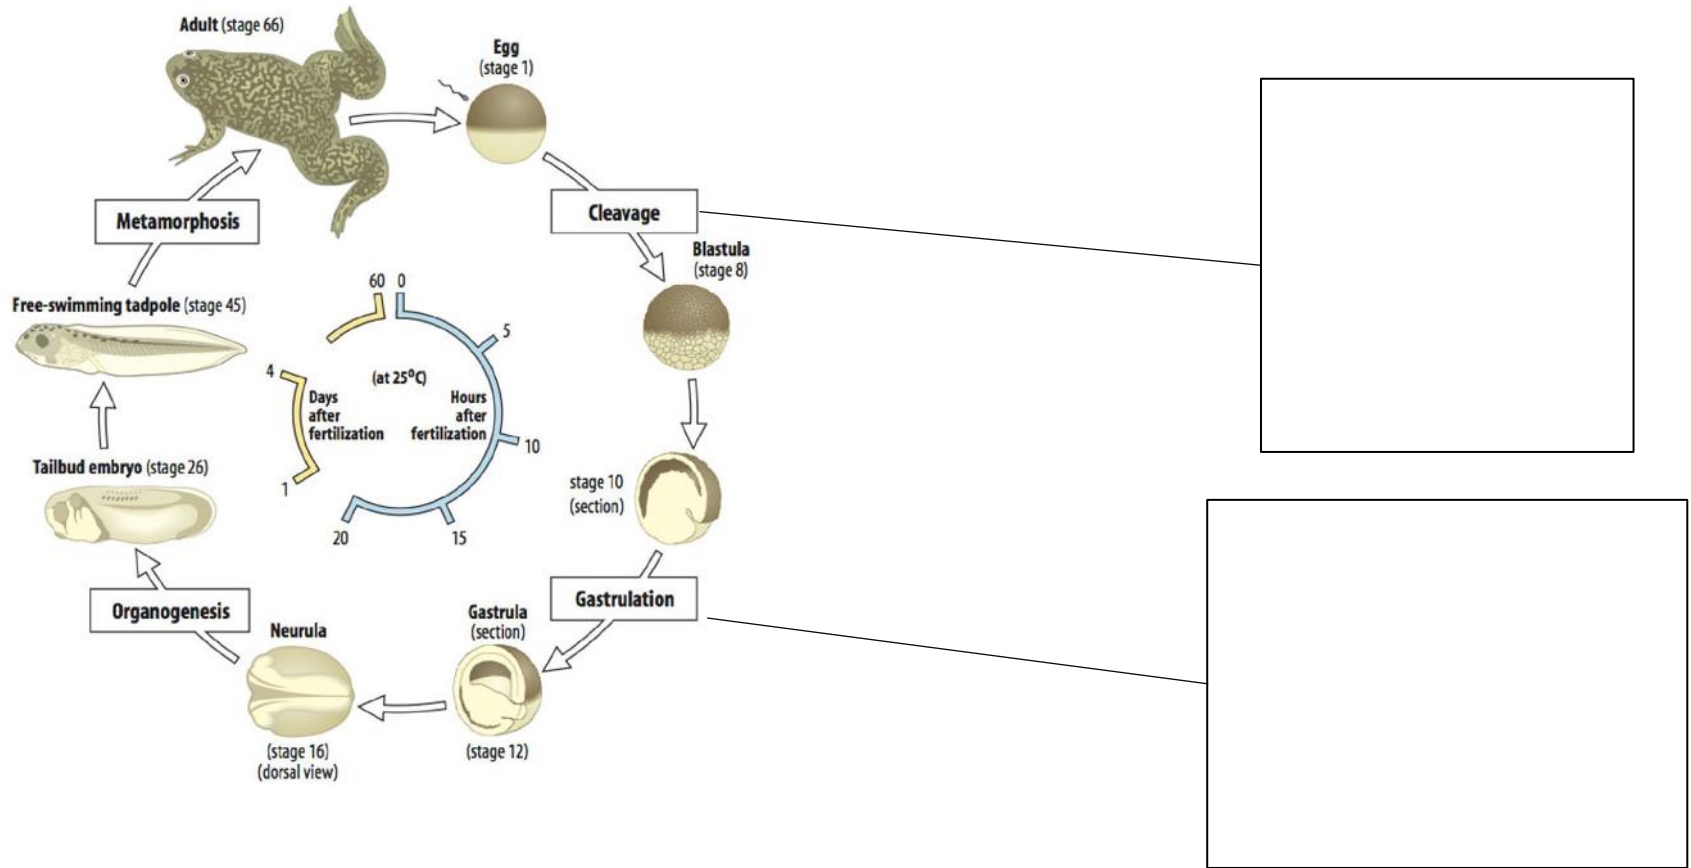 Adult (stage 66)
Egg
(stage 1)
Cleavage
Blastula
(stage 8)
stage 10
(section)
Gastrulation
Gastrula
(section)
(stage 12)
Neurula
(stage 16)
(dorsal view)
Organogenesis
Tailbud embryo (stage 26)
Free-swimming tadpole (stage 45)
Metamorphosis
60
0
5
10
15
20
1
4
(at 25°C)
Days
after
fertilization
Hours
after
fertilization